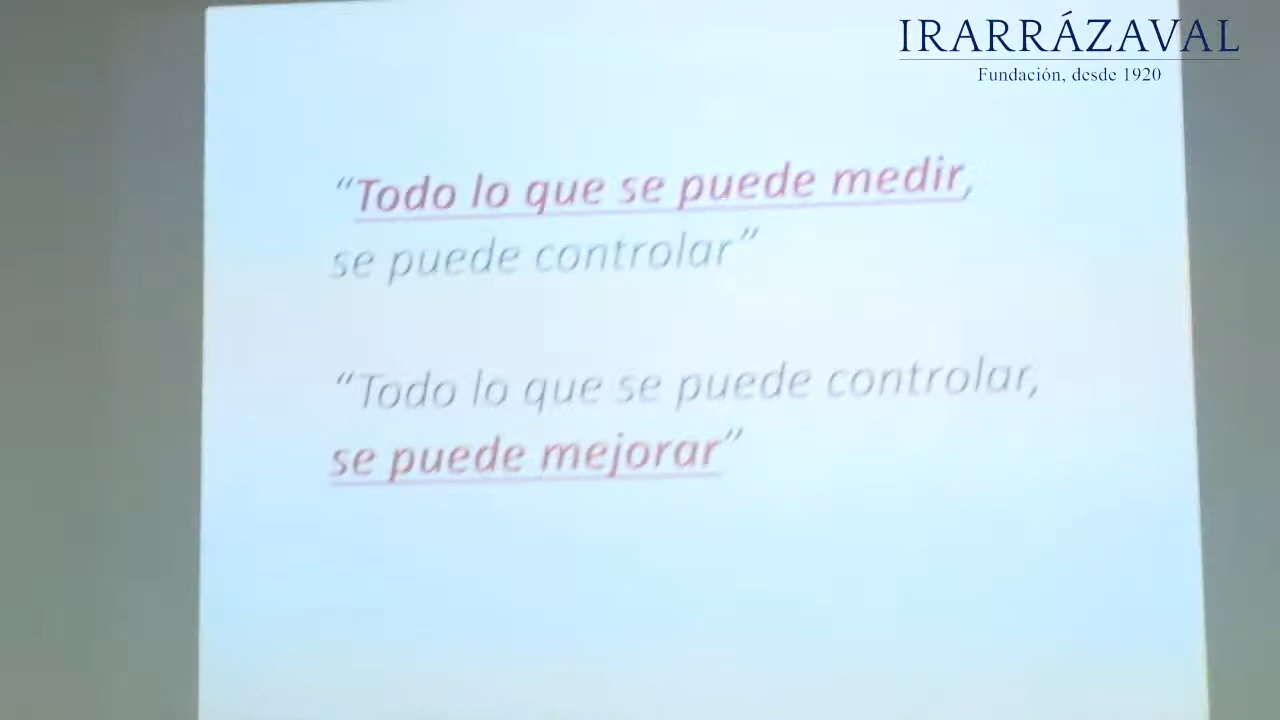 IRARRÁZAVAL
Fundación, desde 1920
“Todo lo que se puede medir,
se puede controlar”
“Todo lo que se puede controlar,
se puede mejorar”